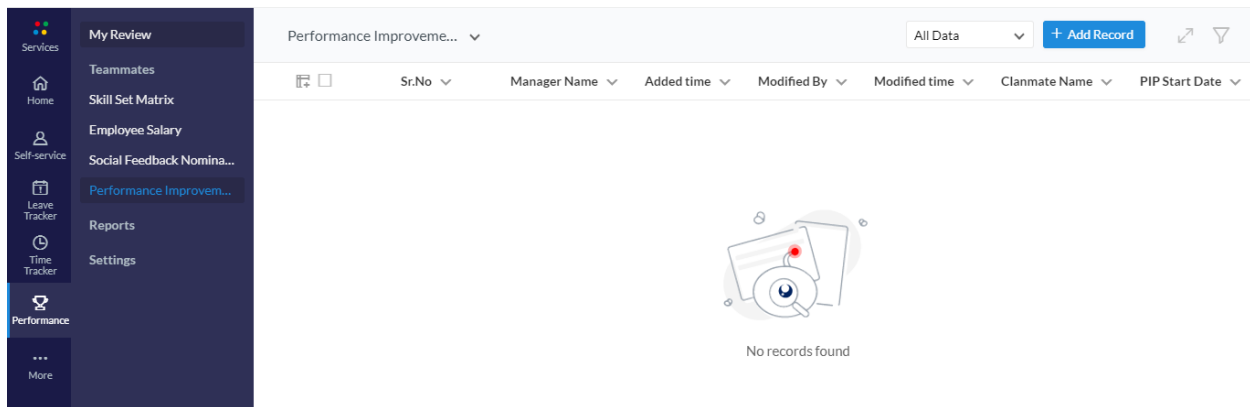 Services
Home
Self-service
Leave
Tracker
Time
Tracker
Performance
More
My Review
Teammates
Skill Set Matrix
Employee Salary
Social Feedback Nomina...
Performance Improvem...
Reports
Settings
Performance Improveme...
All Data
+ Add Record
Sr.No
Manager Name
Added time
Modified By
Modified time
Clanmate Name
PIP Start Date
No records found